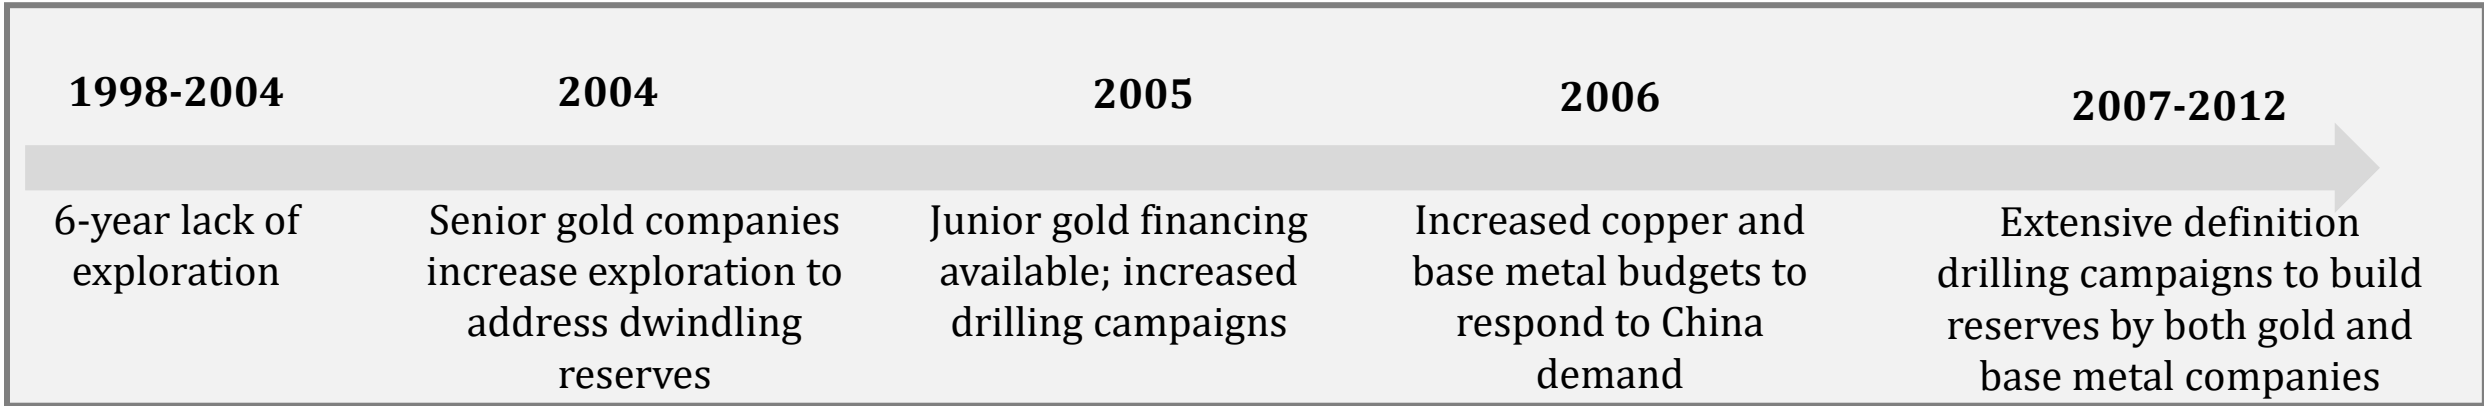 1998-2004
6-year lack of
exploration
2004
Senior gold companies
increase exploration to
address dwindling
reserves
2005
Junior gold financing
available; increased
drilling campaigns
2006
Increased copper and
base metal budgets to
respond to China
demand
2007-2012
Extensive definition
drilling campaigns to build
reserves by both gold and
base metal companies